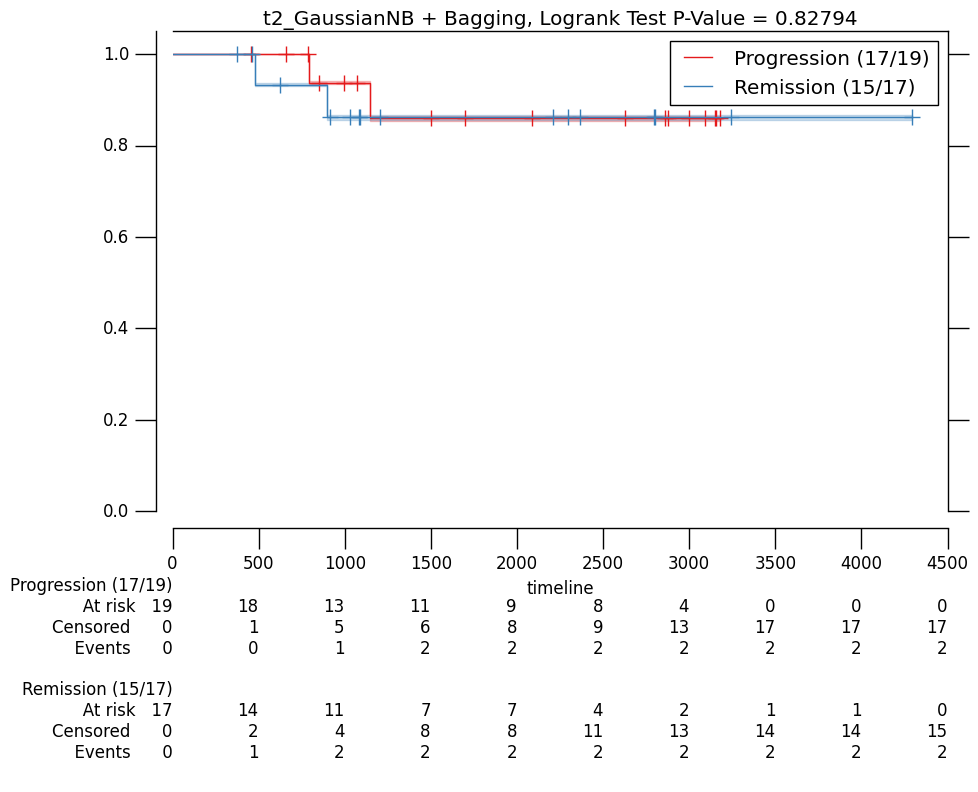 t2_GaussianNB + Bagging, Logrank Test P-Value = 0.82794
Progression (17/19)
Remission (15/17)
1.0
0.8
0.6
0.4
0.2
0.0
0 500 1000 1500 2000 2500 3000 3500 4000 4500
timeline
Progression (17/19)
At risk 19 18 13 11 9 8 4 0 0 0
Censored 0 1 5 6 8 9 13 17 17 17
Events 0 0 1 2 2 2 2 2 2 2
Remission (15/17)
At risk 17 14 11 7 7 4 2 1 1 0
Censored 0 2 4 8 8 11 13 14 14 15
Events 0 1 2 2 2 2 2 2 2 2